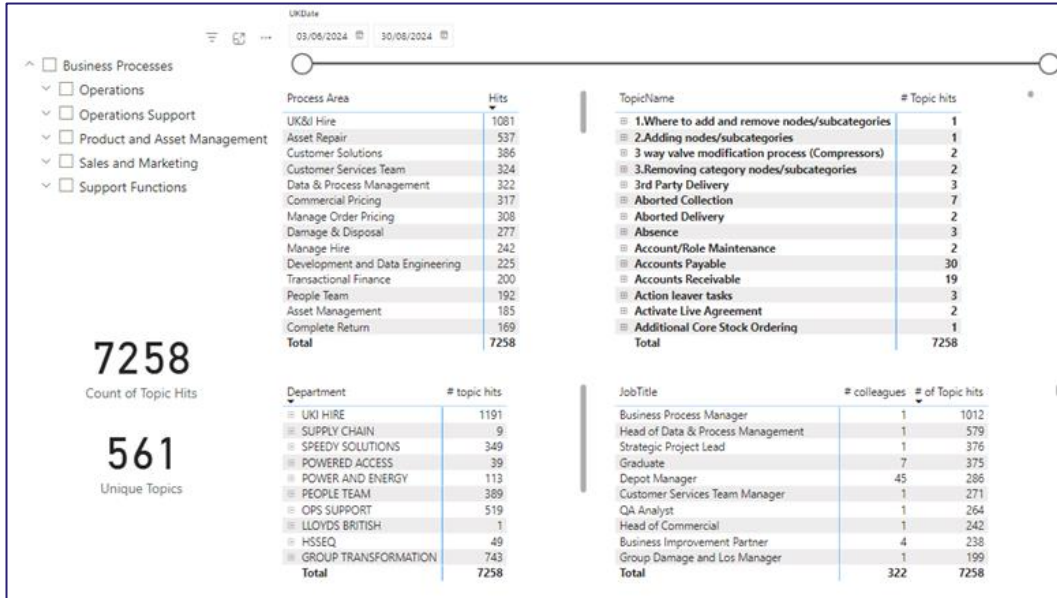 UKDate
03/06/2024 30/08/2024
Business Processes
Operations
Operations Support
Product and Asset Management
Sales and Marketing
Support Functions
7258
Count of Topic Hits
561
Unique Topics
Process Area Hits
UK&I Hire 1081
Asset Repair 537
Customer Solutions 386
Customer Services Team 324
Data & Process Management 322
Commercial Pricing 317
Manage Order Pricing 308
Damage & Disposal 277
Manage Hire 242
Development and Data Engineering 225
Transactional Finance 200
People Team 192
Asset Management 185
Complete Return 169
Total 7258
TopicName # Topic hits
1.Where to add and remove nodes/subcategories 1
2.Adding nodes/subcategories 1
3 way valve modification process (Compressors) 2
3.Removing category nodes/subcategories 2
3rd Party Delivery 3
Aborted Collection 7
Aborted Delivery 2
Absence 3
Account/Role Maintenance 2
Accounts Payable 30
Accounts Receivable 19
Action leaver tasks 3
Activate Live Agreement 2
Additional Core Stock Ordering 1
Total 7258
Department # topic hits
UKI HIRE 1191
SUPPLY CHAIN 9
SPEEDY SOLUTIONS 349
POWERED ACCESS 39
POWER AND ENERGY 113
PEOPLE TEAM 389
OPS SUPPORT 519
LLOYDS BRITISH 1
HSSEQ 49
GROUP TRANSFORMATION 743
Total 7258
JobTitle # colleagues # of Topic hits
Business Process Manager 1 1012
Head of Data & Process Management 1 579
Strategic Project Lead 1 376
Graduate 7 375
Depot Manager 45 286
Customer Services Team Manager 1 271
QA Analyst 1 264
Head of Commercial 1 242
Business Improvement Partner 4 238
Group Damage and Los Manager 1 199
Total 322 7258